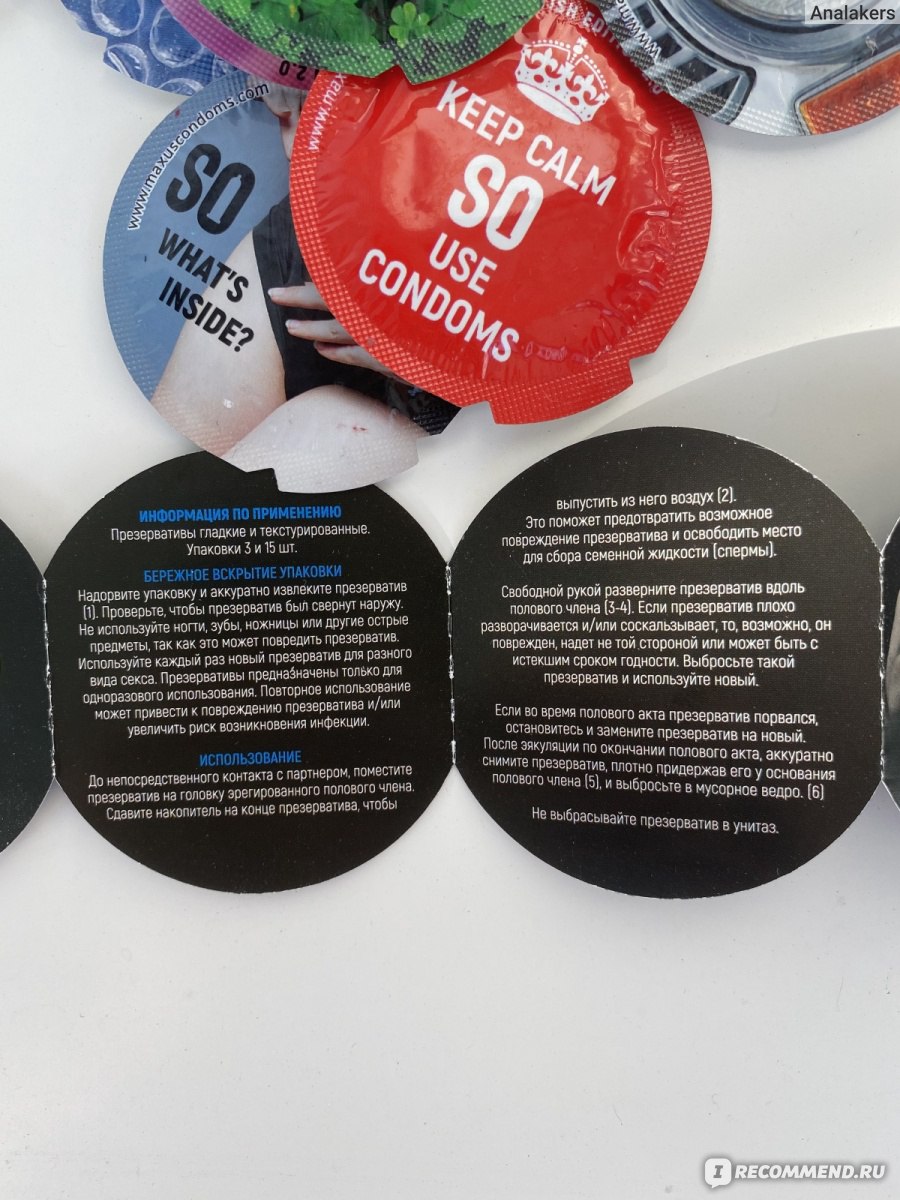 Analakers
2.0
ISH EDITI
www.maxuscondoms.com
SO
WHAT'S
INSIDE?
www.max
KEEP CALM
SO
USE
CONDOMS
ИНФОРМАЦИЯ ПО ПРИМЕНЕНИЮ
Презервативы гладкие и текстурированные.
Упаковки 3 и 15 шт.
БЕРЕЖНОЕ ВСКРЫТИЕ УПАКОВКИ
Надорвите упаковку и аккуратно извлеките презерватив
(1). Проверьте, чтобы презерватив был свернут наружу.
Не используйте ногти, зубы, ножницы или другие острые
предметы, так как это может повредить презерватив.
Используйте каждый раз новый презерватив для разного
вида секса. Презервативы предназначены только для
одноразового использования. Повторное использование
может привести к повреждению презерватива и/или
увеличить риск возникновения инфекции.
ИСПОЛЬЗОВАНИЕ
До непосредственного контакта с партнером, поместите
презерватив на головку эрегированного полового члена.
Сдавите накопитель на конце презерватива, чтобы
выпустить из него воздух (2).
Это поможет предотвратить возможное
повреждение презерватива и освободить место
для сбора семенной жидкости (спермы).
Свободной рукой разверните презерватив вдоль
полового члена (3-4). Если презерватив плохо
разворачивается и/или соскальзывает, то, возможно, он
поврежден, надет не той стороной или может быть с
истекшим сроком годности. Выбросьте такой
презерватив и используйте новый.
Если во время полового акта презерватив порвался,
остановитесь и замените презерватив на новый.
После эякуляции по окончании полового акта, аккуратно
снимите презерватив, плотно придержав его у основания
полового члена (5), и выбросьте в мусорное ведро. (6)
Не выбрасывайте презерватив в унитаз.
IRECOMMEND.RU